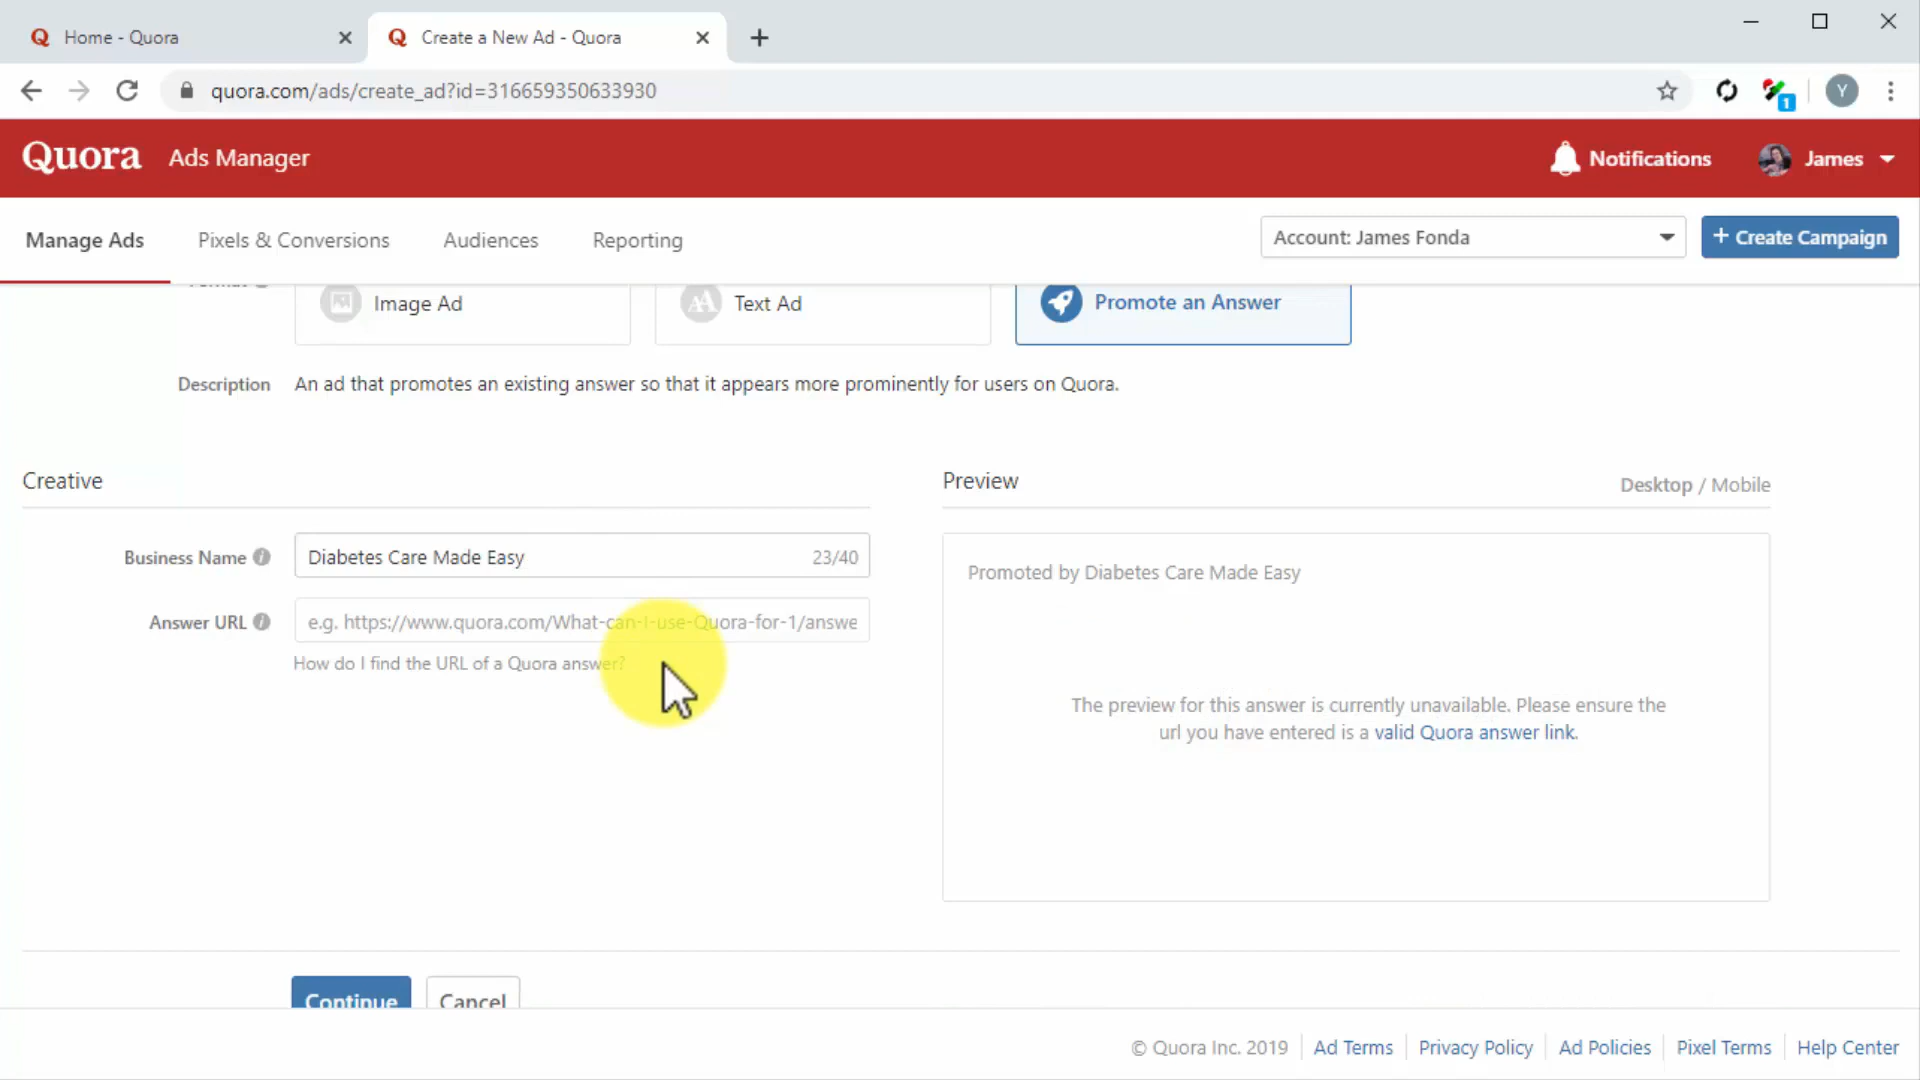 Home - Quora
Create a New Ad - Quora
quora.com/ads/create_ad?id=316659350633930
1
Y
Quora Ads Manager
Notifications
James
Manage Ads
Pixels & Conversions
Audiences
Reporting
Account: James Fonda
+ Create Campaign
Image Ad
AA Text Ad
Promote an Answer
Description An ad that promotes an existing answer so that it appears more prominently for users on Quora.
Creative
Business Name Diabetes Care Made Easy 23/40
Answer URL e.g. https://www.quora.com/What-can-I-use-Quora-for-1/answe
How do I find the URL of a Quora answer?
Preview
Desktop / Mobile
Promoted by Diabetes Care Made Easy
The preview for this answer is currently unavailable. Please ensure the
url you have entered is a valid Quora answer link.
Continue
Cancel
© Quora Inc. 2019
Ad Terms
Privacy Policy
Ad Policies
Pixel Terms
Help Center